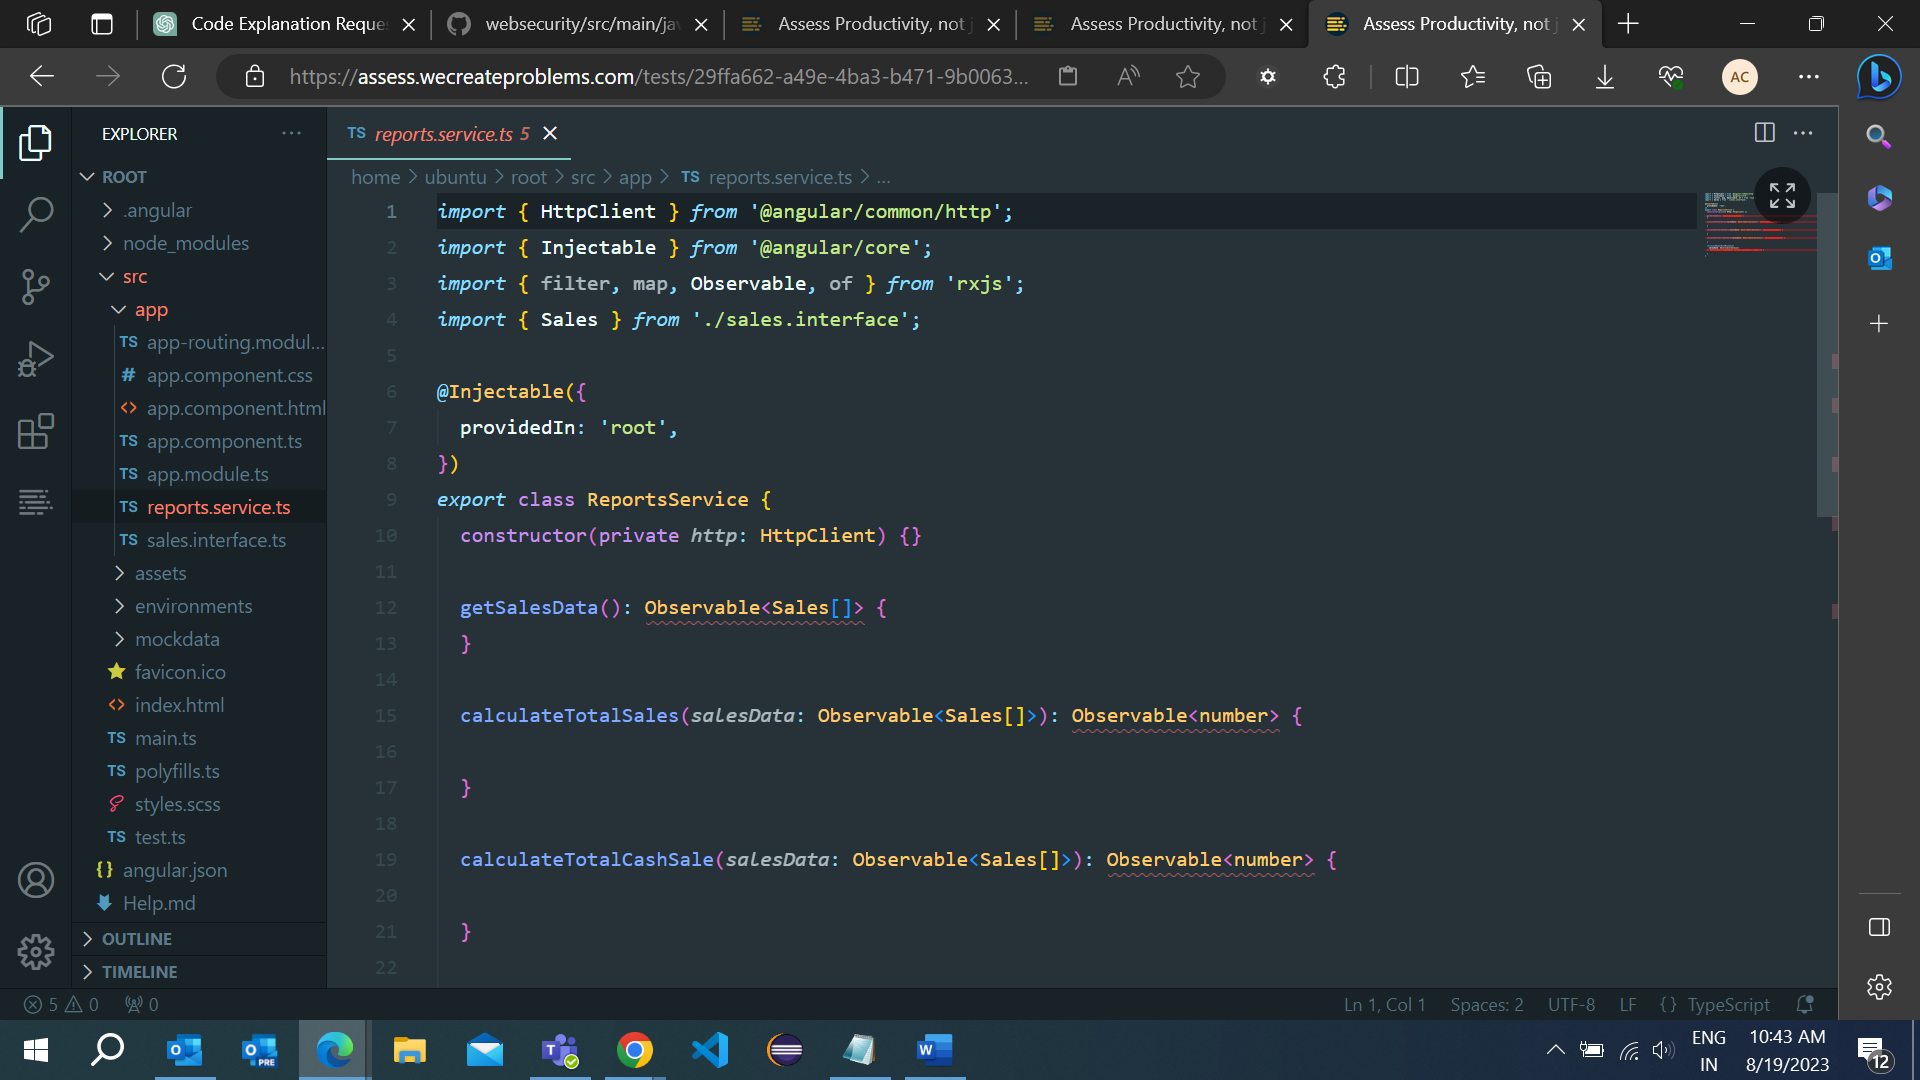 Code Explanation Reque
websecurity/src/main/jav
Assess Productivity, not j
Assess Productivity, not j
Assess Productivity, not j
https://assess.wecreateproblems.com/tests/29ffa662-a49e-4ba3-b471-9b0063...
AC
EXPLORER
ROOT
.angular
node_modules
src
app
TS app-routing.modul...
# app.component.css
<> app.component.html
TS app.component.ts
TS app.module.ts
TS reports.service.ts
TS sales.interface.ts
assets
environments
mockdata
favicon.ico
<> index.html
TS main.ts
TS polyfills.ts
styles.scss
TS test.ts
{} angular.json
Help.md
OUTLINE
TIMELINE
TS reports.service.ts 5
home > ubuntu > root > src > app > TS reports.service.ts > ...
1 import { HttpClient } from '@angular/common/http';
2 import { Injectable } from '@angular/core';
3 import { filter, map, Observable, of } from 'rxjs';
4 import { Sales } from './sales.interface';
5
6 @Injectable({
7 providedIn: 'root',
8 })
9 export class ReportsService {
10 constructor(private http: HttpClient) {}
11
12 getSalesData(): Observable<Sales[]> {
13 }
14
15 calculateTotalSales(salesData: Observable<Sales[]>): Observable<number> {
16
17 }
18
19 calculateTotalCashSale(salesData: Observable<Sales[]>): Observable<number> {
20
21 }
22
5 0 0
Ln 1, Col 1 Spaces: 2 UTF-8 LF {} TypeScript
PRE
ENG
IN
10:43 AM
8/19/2023
12